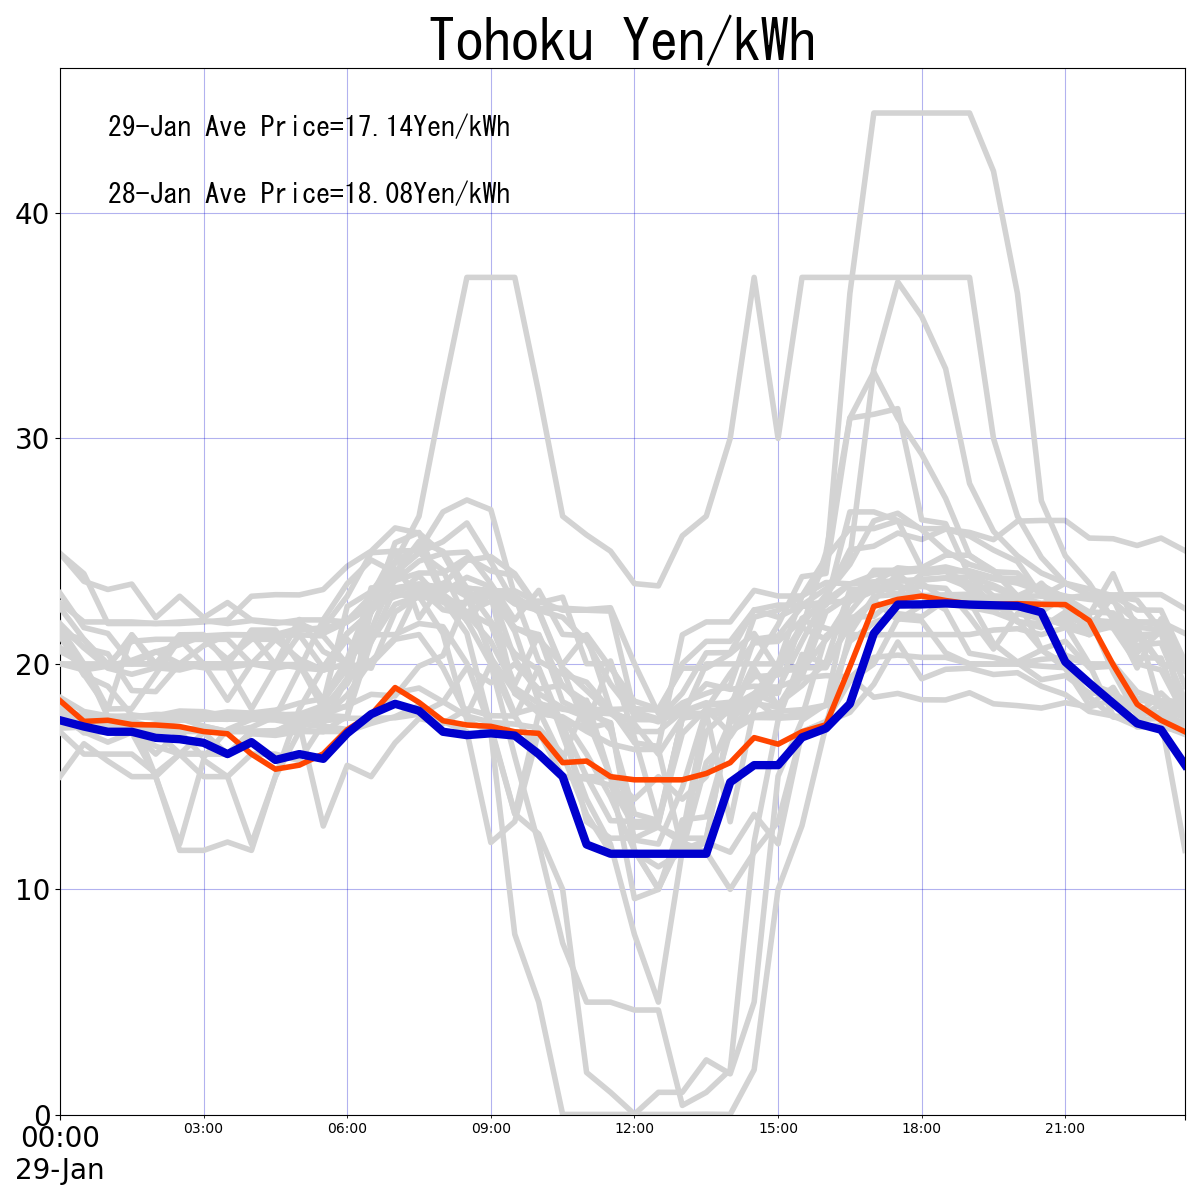 Tohoku Yen/kWh
29-Jan Ave Price=17.14Yen/kWh
28-Jan Ave Price=18.08Yen/kWh
40
30
20
10
0
00:00 03:00 06:00 09:00 12:00 15:00 18:00 21:00
29-Jan